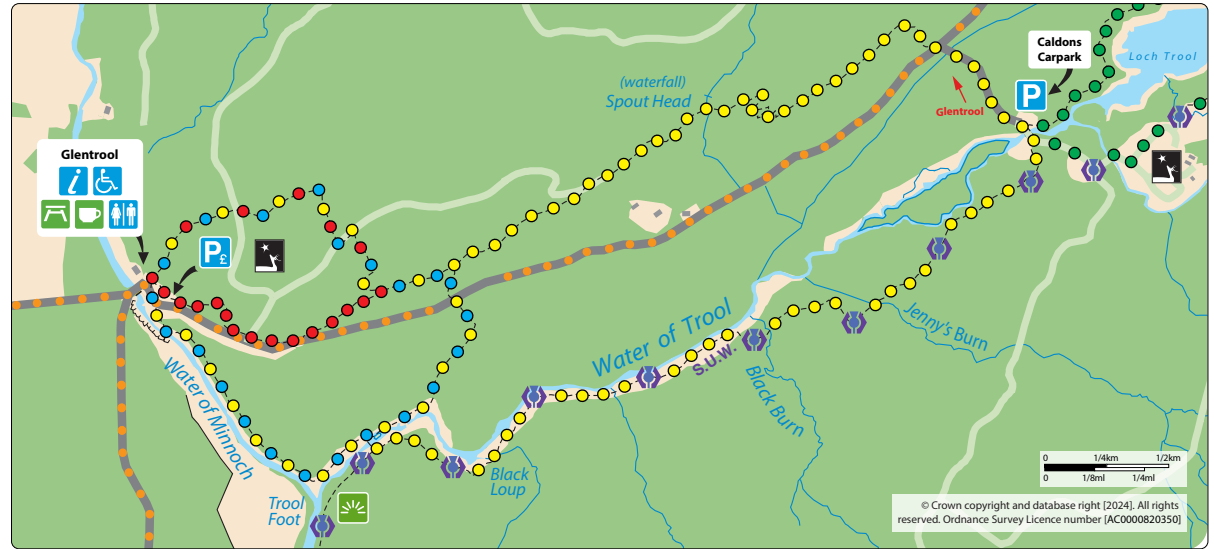 Caldons
Carpark
P
Loch Trool
(waterfall)
Spout Head
Glentrool
Glentrool
i
P£
Water of Trool
S.U.W.
Jenny's Burn
Black Burn
Water of Minnoch
Black
Loup
Trool
Foot
0 1/4km 1/2km
0 1/8ml 1/4ml
© Crown copyright and database right [2024]. All rights
reserved. Ordnance Survey Licence number [AC0000820350]